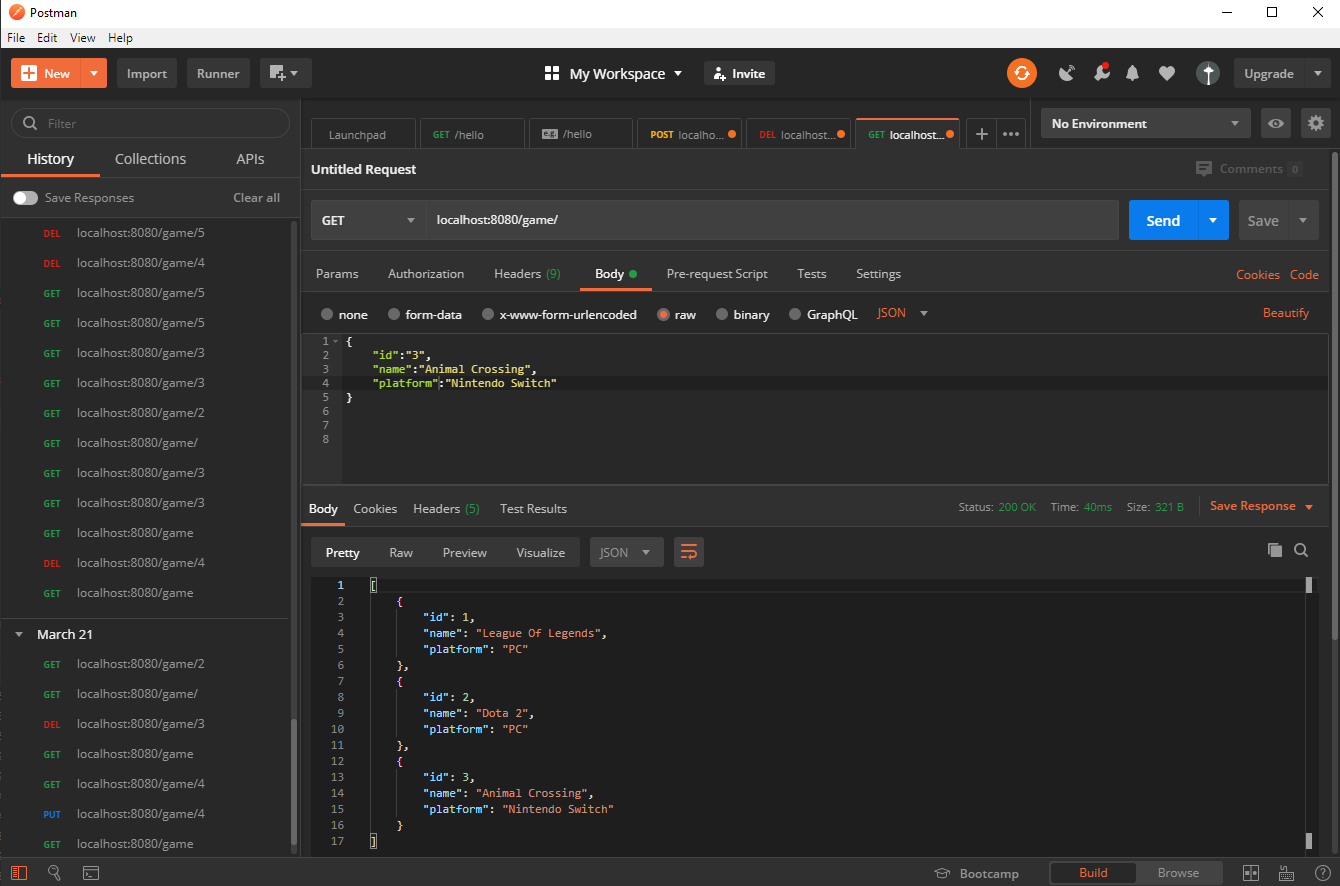 Postman
File Edit View Help
New Import Runner My Workspace Invite Upgrade
Filter
History Collections APIs
Save Responses Clear all
DEL localhost:8080/game/5
DEL localhost:8080/game/4
GET localhost:8080/game/5
GET localhost:8080/game/5
GET localhost:8080/game/3
GET localhost:8080/game/3
GET localhost:8080/game/2
GET localhost:8080/game/
GET localhost:8080/game/3
GET localhost:8080/game/3
GET localhost:8080/game
DEL localhost:8080/game/4
GET localhost:8080/game
March 21
GET localhost:8080/game/2
GET localhost:8080/game/
DEL localhost:8080/game/3
GET localhost:8080/game
GET localhost:8080/game/4
PUT localhost:8080/game/4
GET localhost:8080/game
Launchpad GET /hello e.g. /hello POST localho... DEL localhost... GET localhost... No Environment
Untitled Request Comments 0
GET localhost:8080/game/ Send Save
Params Authorization Headers (9) Body Pre-request Script Tests Settings Cookies Code
none form-data x-www-form-urlencoded raw binary GraphQL JSON Beautify
1 {
2 "id":"3",
3 "name":"Animal Crossing",
4 "platform":"Nintendo Switch"
5 }
6
7
8
Body Cookies Headers (5) Test Results Status: 200 OK Time: 40ms Size: 321 B Save Response
Pretty Raw Preview Visualize JSON
1 [
2 {
3 "id": 1,
4 "name": "League Of Legends",
5 "platform": "PC"
6 },
7 {
8 "id": 2,
9 "name": "Dota 2",
10 "platform": "PC"
11 },
12 {
13 "id": 3,
14 "name": "Animal Crossing",
15 "platform": "Nintendo Switch"
16 }
17 ]
Bootcamp Build Browse